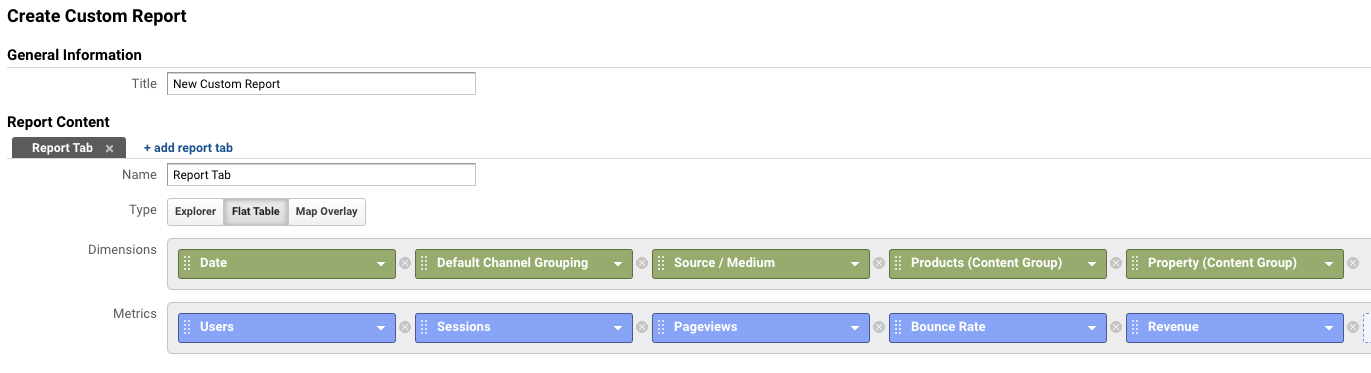 Create Custom Report
General Information
Title New Custom Report
Report Content
Report Tab + add report tab
Name Report Tab
Type Explorer Flat Table Map Overlay
Dimensions Date Default Channel Grouping Source / Medium Products (Content Group) Property (Content Group)
Metrics Users Sessions Pageviews Bounce Rate Revenue